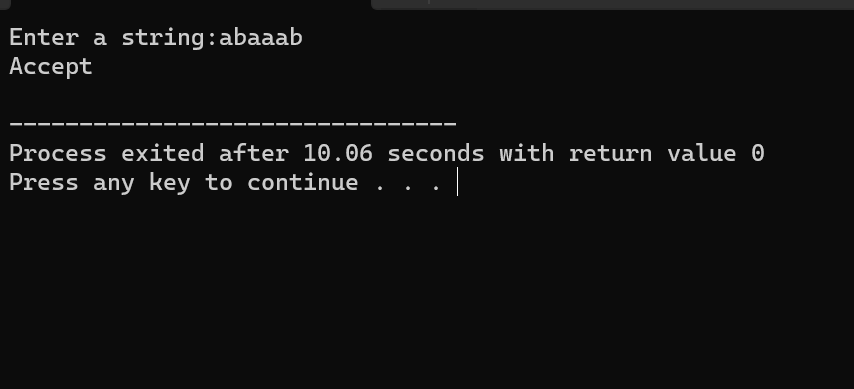 Enter a string:abaaab
Accept
--------------------------------
Process exited after 10.06 seconds with return value 0
Press any key to continue . . .